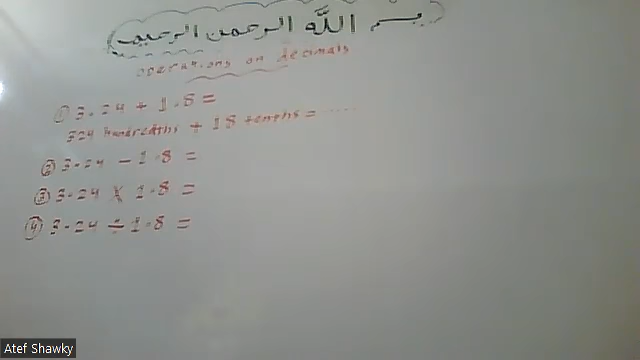 بسم الله الرحمن الرحيم
operations on decimals
① 3.24 + 1.8 =
324 hundredths + 18 tenths = ......
② 3.24 - 1.8 =
③ 3.24 X 1.8 =
④ 3.24 ÷ 1.8 =
Atef Shawky